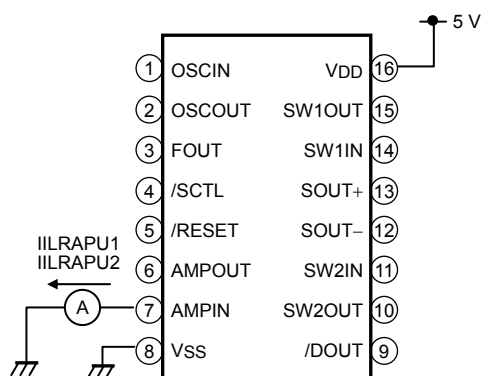 5 V
1 OSCIN VDD 16
2 OSCOUT SW1OUT 15
3 FOUT SW1IN 14
4 /SCTL SOUT+ 13
5 /RESET SOUT− 12
IILRAPU1
IILRAPU2
6 AMPOUT SW2IN 11
A
7 AMPIN SW2OUT 10
8 VSS /DOUT 9